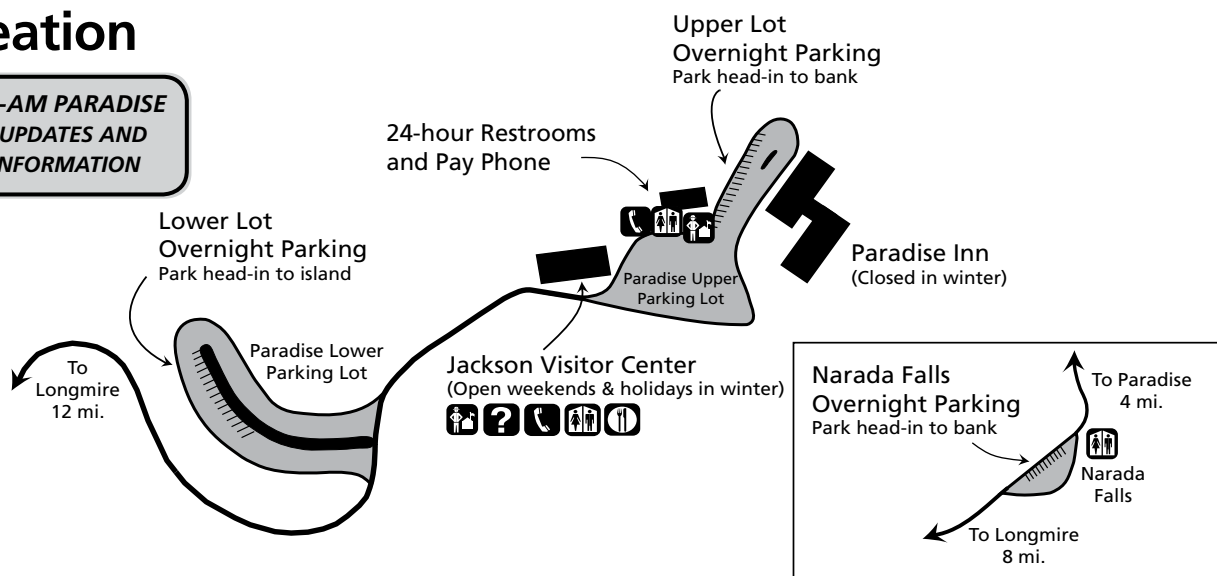 eation
-AM PARADISE
UPDATES AND
NFORMATION
Upper Lot
Overnight Parking
Park head-in to bank
24-hour Restrooms
and Pay Phone
Lower Lot
Overnight Parking
Park head-in to island
Paradise Inn
(Closed in winter)
Paradise Upper
Parking Lot
Paradise Lower
Parking Lot
To
Longmire
12 mi.
Jackson Visitor Center
(Open weekends & holidays in winter)
?
Narada Falls
Overnight Parking
Park head-in to bank
To Paradise
4 mi.
Narada
Falls
To Longmire
8 mi.